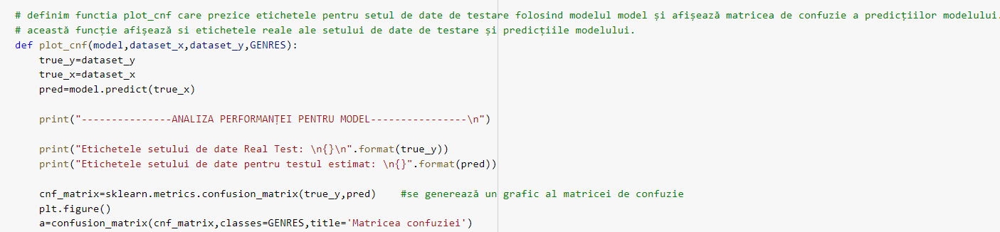 # definim functia plot_cnf care prezice etichetele pentru setul de date de testare folosind modelul model și afișează matricea de confuzie a predicțiilor modelului.
# această funcție afișează si etichetele reale ale setului de date de testare și predicțiile modelului.
def plot_cnf(model,dataset_x,dataset_y,GENRES):
    true_y=dataset_y
    true_x=dataset_x
    pred=model.predict(true_x)
    print("---------------ANALIZA PERFORMANȚEI PENTRU MODEL----------------\n")
    print("Etichetele setului de date Real Test: \n{}\n".format(true_y))
    print("Etichetele setului de date pentru testul estimat: \n{}".format(pred))
    cnf_matrix=sklearn.metrics.confusion_matrix(true_y,pred)    #se generează un grafic al matricei de confuzie
    plt.figure()
    a=confusion_matrix(cnf_matrix,classes=GENRES,title='Matricea confuziei')